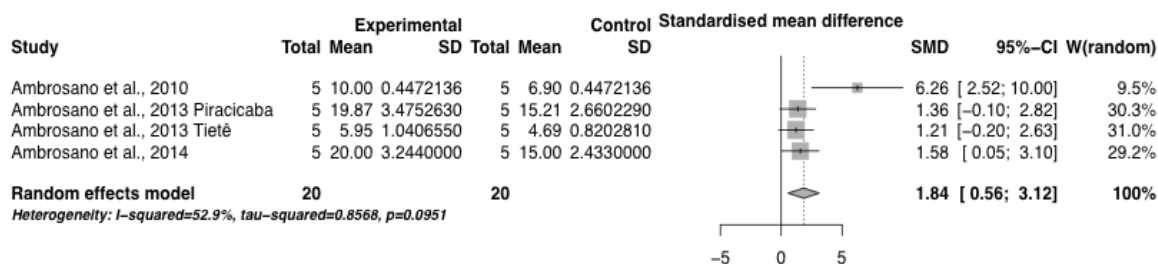 Experimental Control Standardised mean difference
Study Total Mean SD Total Mean SD SMD 95%−CI W(random)
Ambrosano et al., 2010 5 10.00 0.4472136 5 6.90 0.4472136 6.26 [ 2.52; 10.00] 9.5%
Ambrosano et al., 2013 Piracicaba 5 19.87 3.4752630 5 15.21 2.6602290 1.36 [−0.10; 2.82] 30.3%
Ambrosano et al., 2013 Tietê 5 5.95 1.0406550 5 4.69 0.8202810 1.21 [−0.20; 2.63] 31.0%
Ambrosano et al., 2014 5 20.00 3.2440000 5 15.00 2.4330000 1.58 [ 0.05; 3.10] 29.2%
Random effects model 20 20 1.84 [ 0.56; 3.12] 100%
Heterogeneity: I−squared=52.9%, tau−squared=0.8568, p=0.0951
−5 0 5